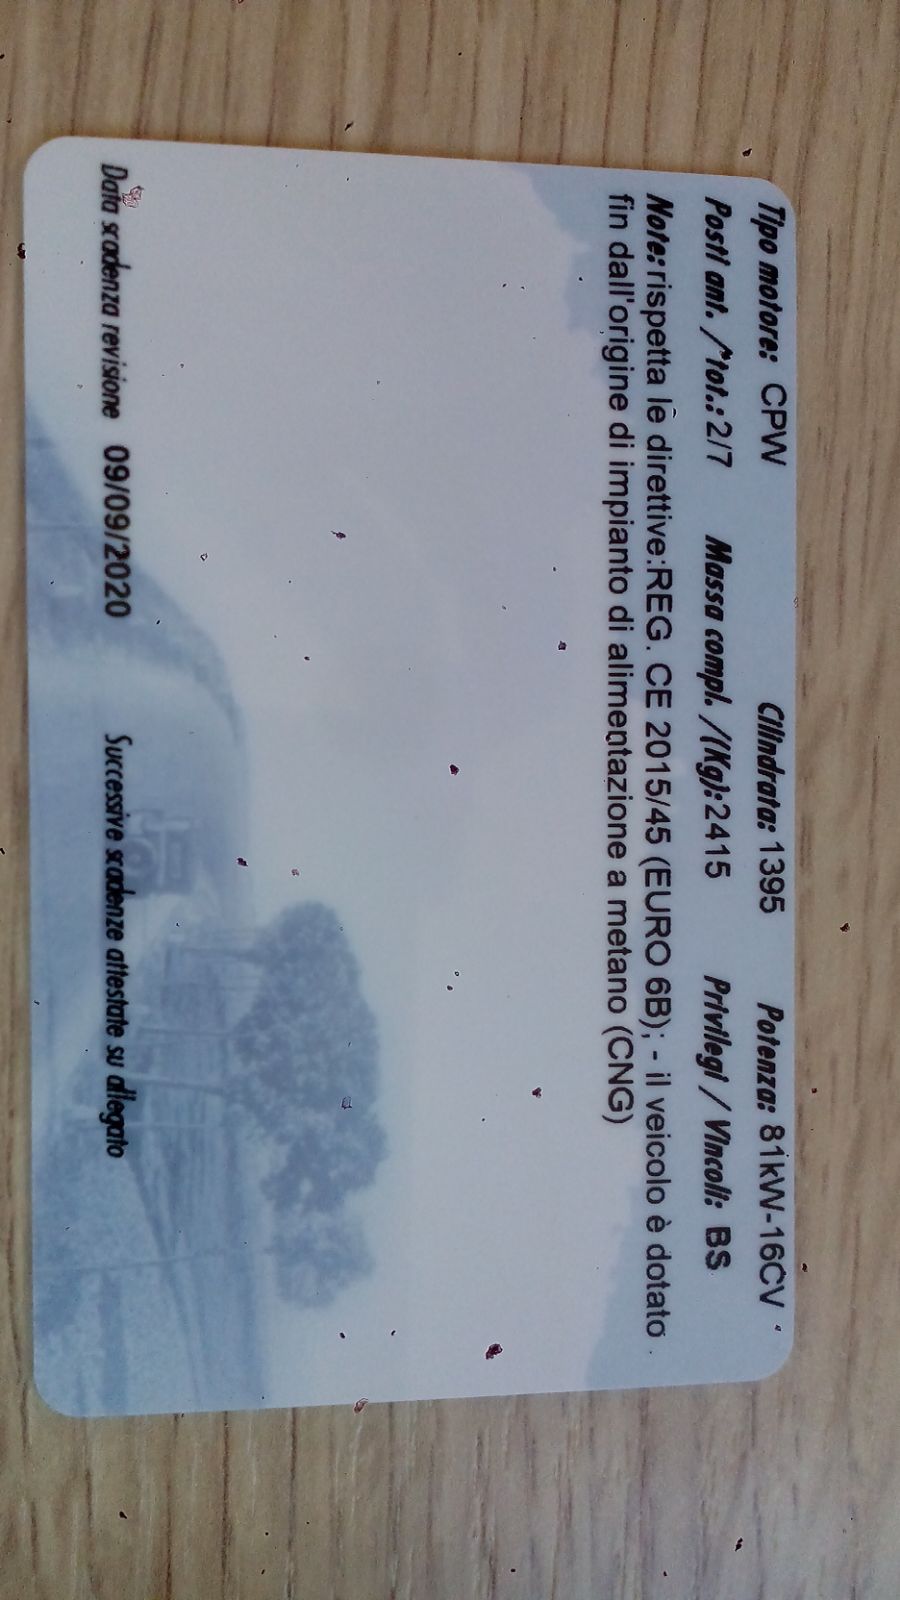 Tipo motore: CPW Cilindrata: 1395 Potenza: 81kW-16CV
Posti ant. / tot.: 2/7 Massa compl. /(Kg):2415 Privilegi / Vincoli: BS
Note:rispetta le direttive:REG. CE 2015/45 (EURO 6B); - il veicolo è dotato
fin dall'origine di impianto di alimentazione a metano (CNG)
Data scadenza revisione 09/09/2020 Successive scadenze attestate su allegato